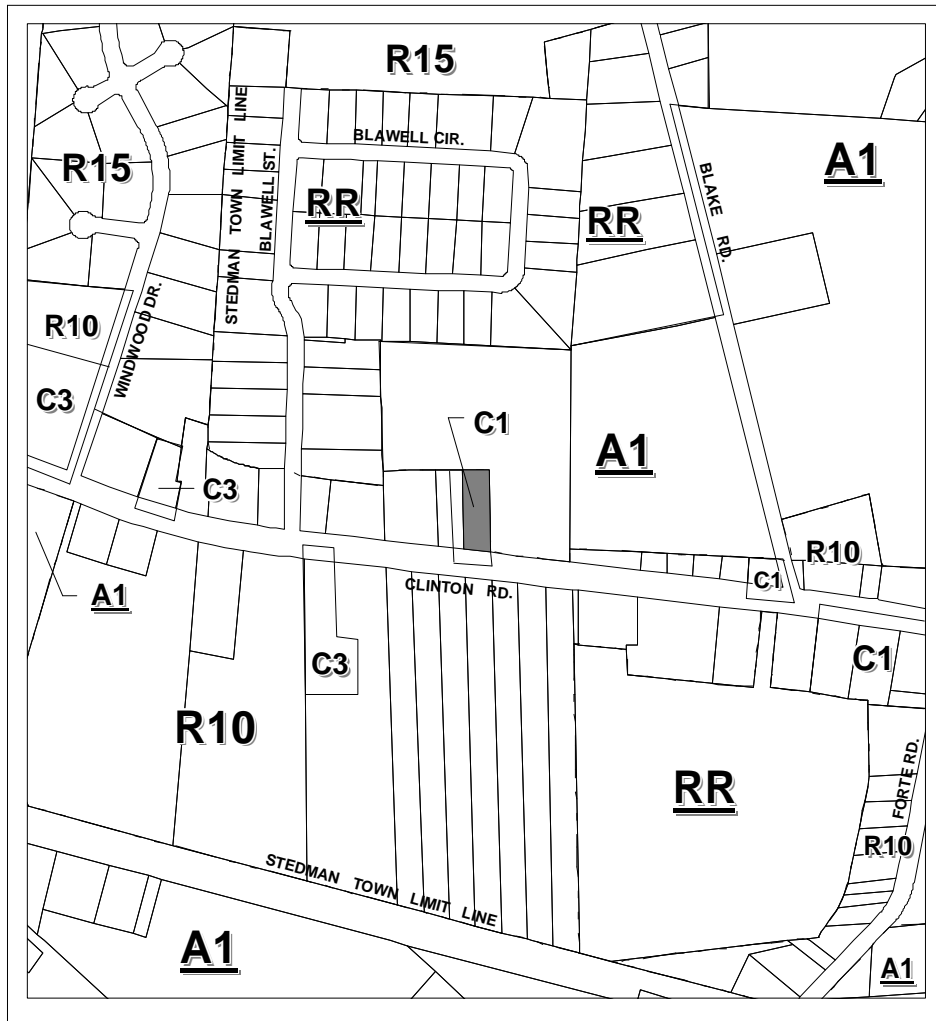 R15
A1
BLAWELL CIR.
STEDMAN TOWN LIMIT LINE
BLAWELL ST.
R15
RR
RR
BLAKE RD.
R10
WINDWOOD DR.
C3
C1
A1
C3
R10
C1
A1
CLINTON RD.
C3
C1
R10
RR
FORTE RD.
R10
STEDMAN TOWN LIMIT LINE
A1
A1